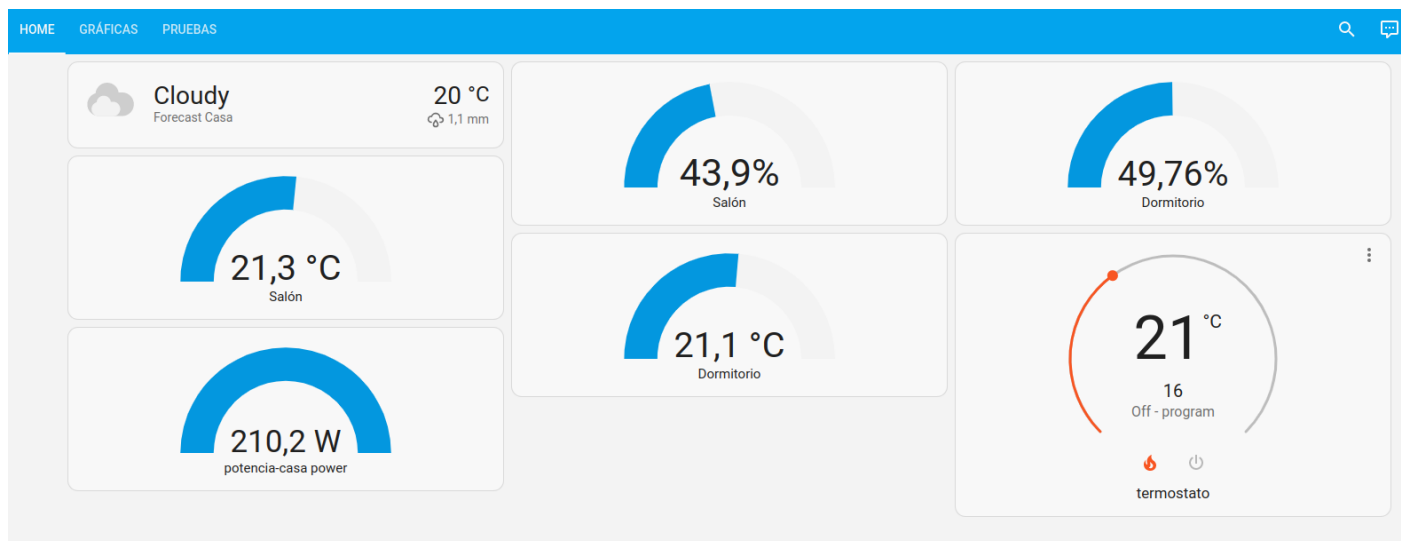 HOME GRÁFICAS PRUEBAS
Cloudy
Forecast Casa
20 °C
1,1 mm
21,3 °C
Salón
210,2 W
potencia-casa power
43,9%
Salón
21,1 °C
Dormitorio
49,76%
Dormitorio
21 °C
16
Off - program
termostato